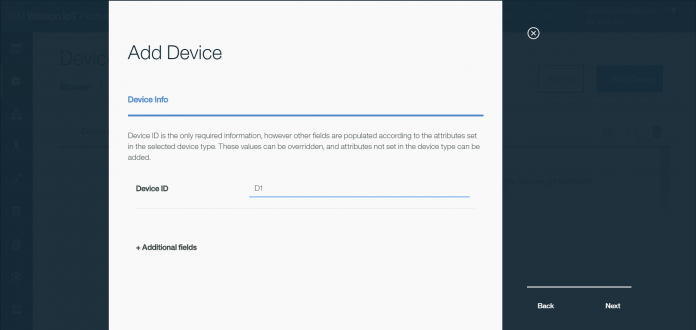 Add Device
Device Info
Device ID is the only required information, however other fields are populated according to the attributes set
in the selected device type. These values can be overridden, and attributes not set in the device type can be
added.
Device ID
D1
+ Additional fields
Back
Next